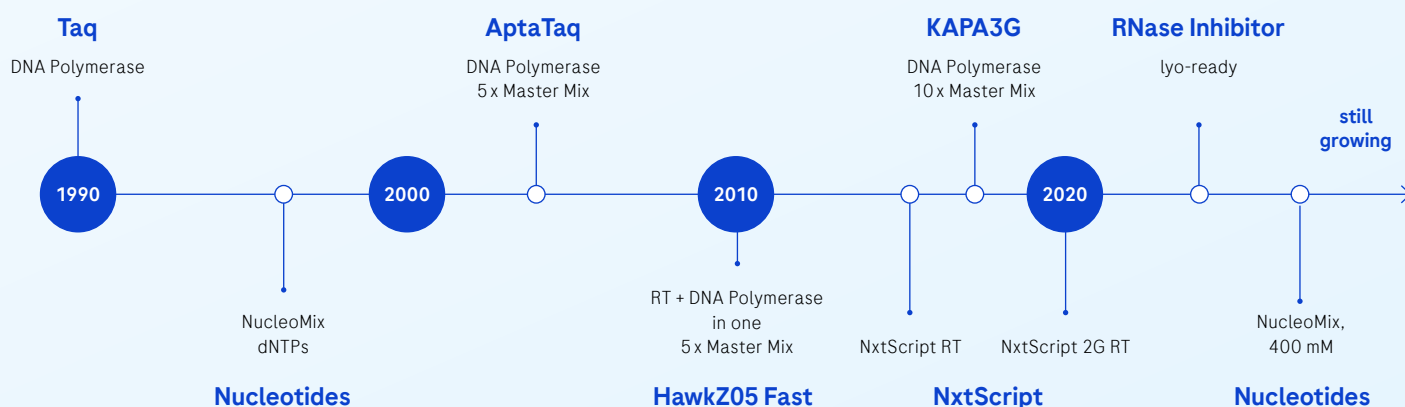 Taq
DNA Polymerase
AptaTaq
DNA Polymerase
5 x Master Mix
KAPA3G
DNA Polymerase
10 x Master Mix
RNase Inhibitor
lyo-ready
still
growing
1990
2000
2010
2020
NucleoMix
dNTPs
Nucleotides
RT + DNA Polymerase
in one
5 x Master Mix
HawkZ05 Fast
NxtScript RT
NxtScript 2G RT
NxtScript
NucleoMix,
400 mM
Nucleotides